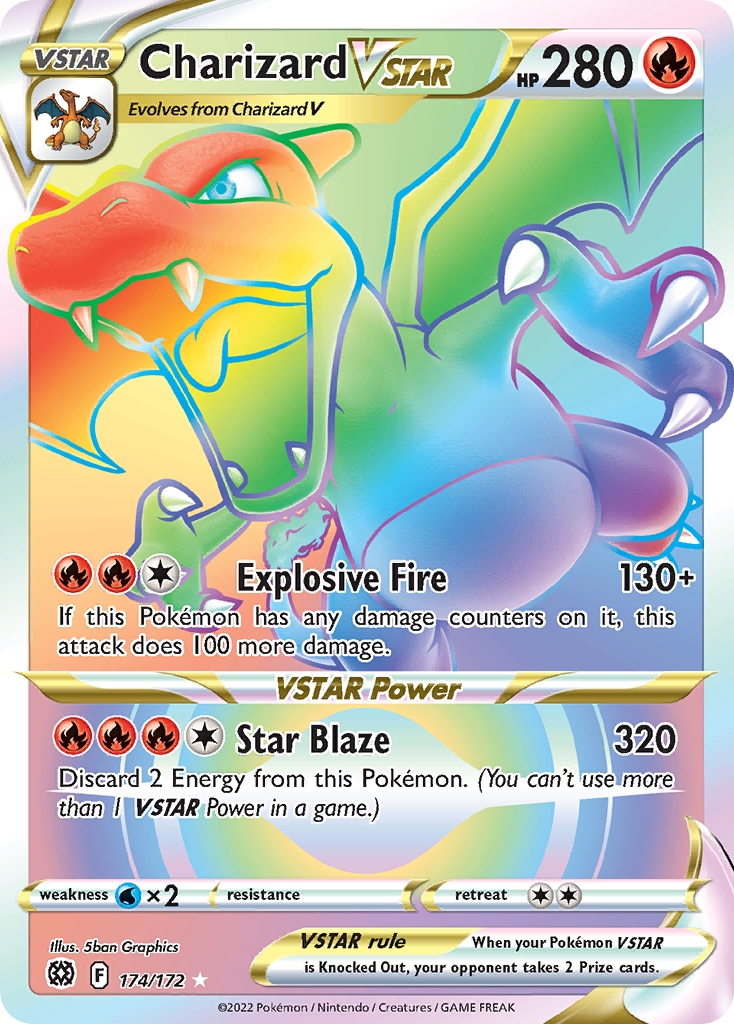 VSTAR
Charizard VSTAR
HP 280
Evolves from Charizard V
Explosive Fire 130+
If this Pokémon has any damage counters on it, this
attack does 100 more damage.
VSTAR Power
Star Blaze 320
Discard 2 Energy from this Pokémon. (You can't use more
than 1 VSTAR Power in a game.)
weakness ×2 resistance retreat
Illus. 5ban Graphics
VSTAR rule When your Pokémon VSTAR
is Knocked Out, your opponent takes 2 Prize cards.
F 174/172
©2022 Pokémon / Nintendo / Creatures / GAME FREAK